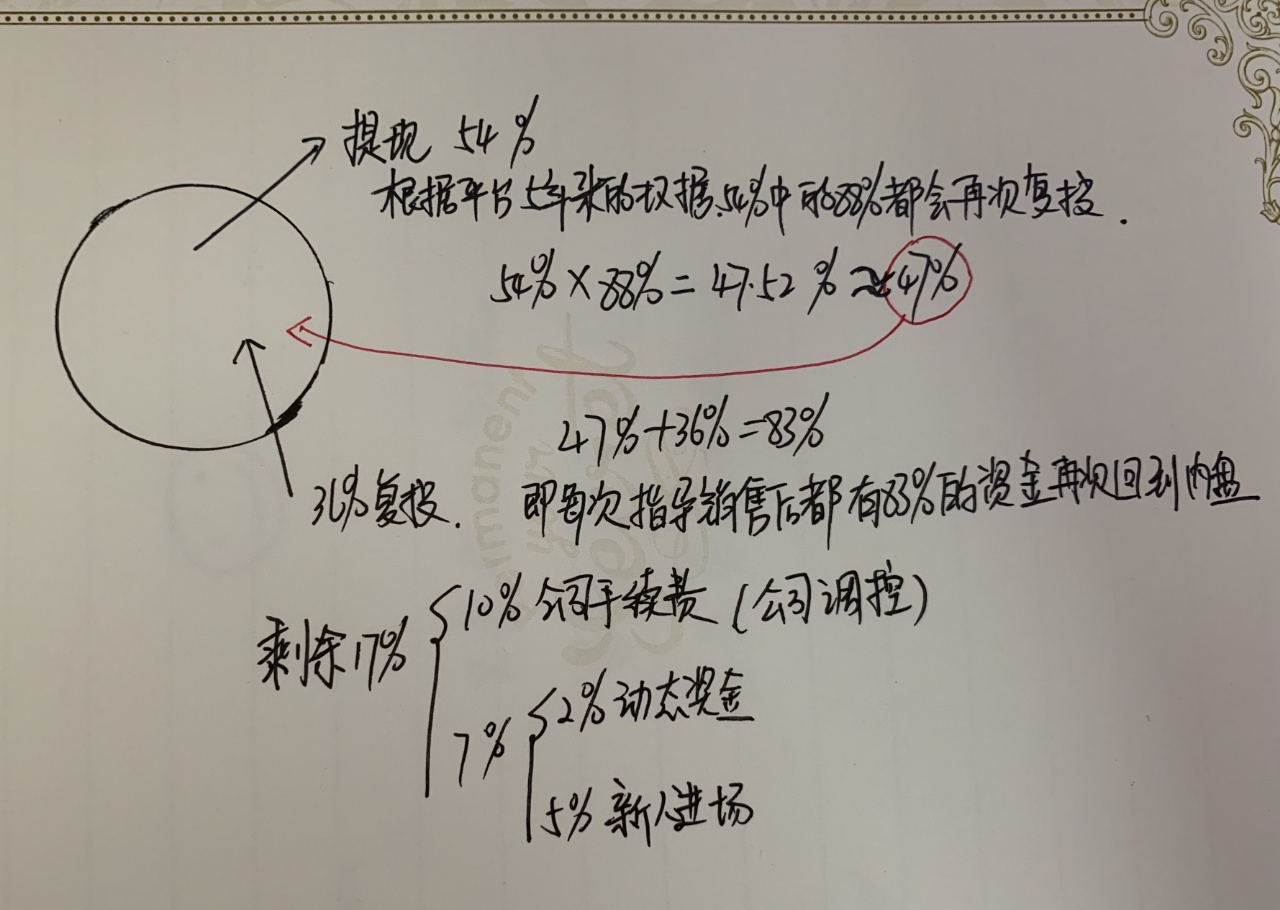 提现 54%
根据平台5年来的数据,54%中的88%都会再次复投.
54%×88%=47.52%≈47%
47%+36%=83%
36%复投.
即每次指导销售后都有83%的资金再次回到内盘
剩余17%
10% 公司手续费(公司调控)
7%
2%动态奖金
5%新人进场